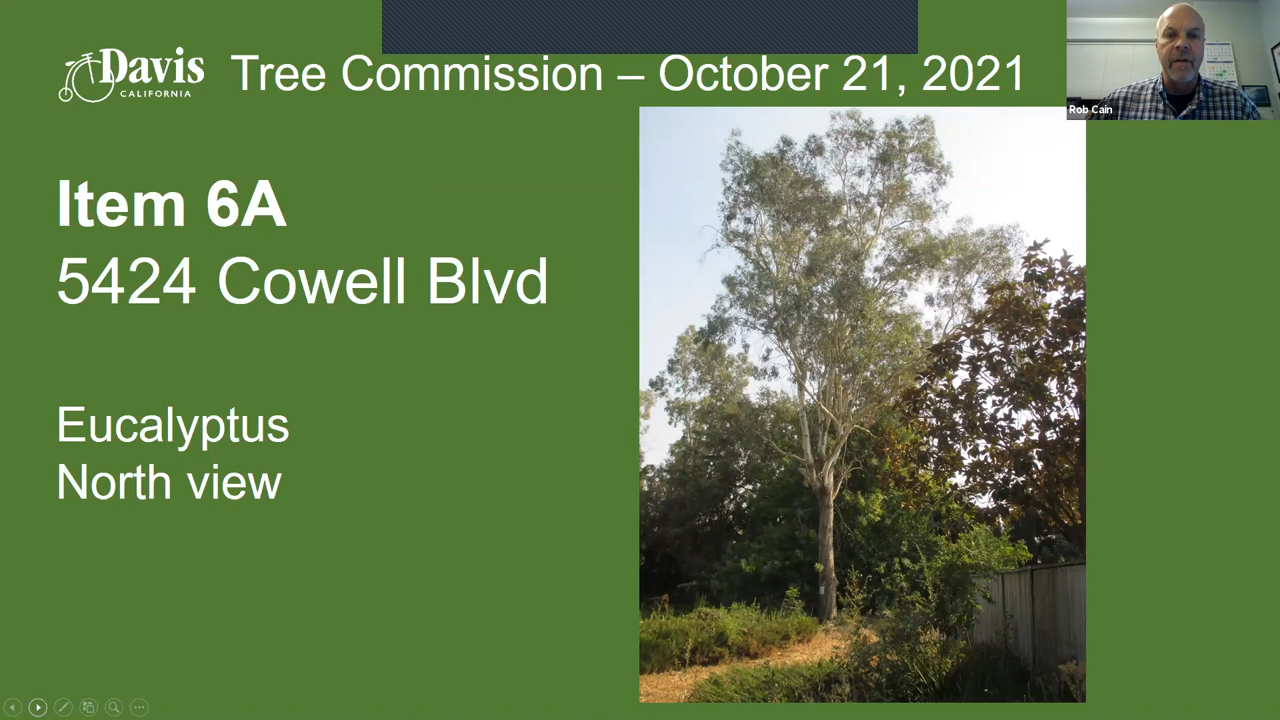 Davis
CALIFORNIA
Tree Commission – October 21, 2021
Rob Cain
Item 6A
5424 Cowell Blvd
Eucalyptus
North view